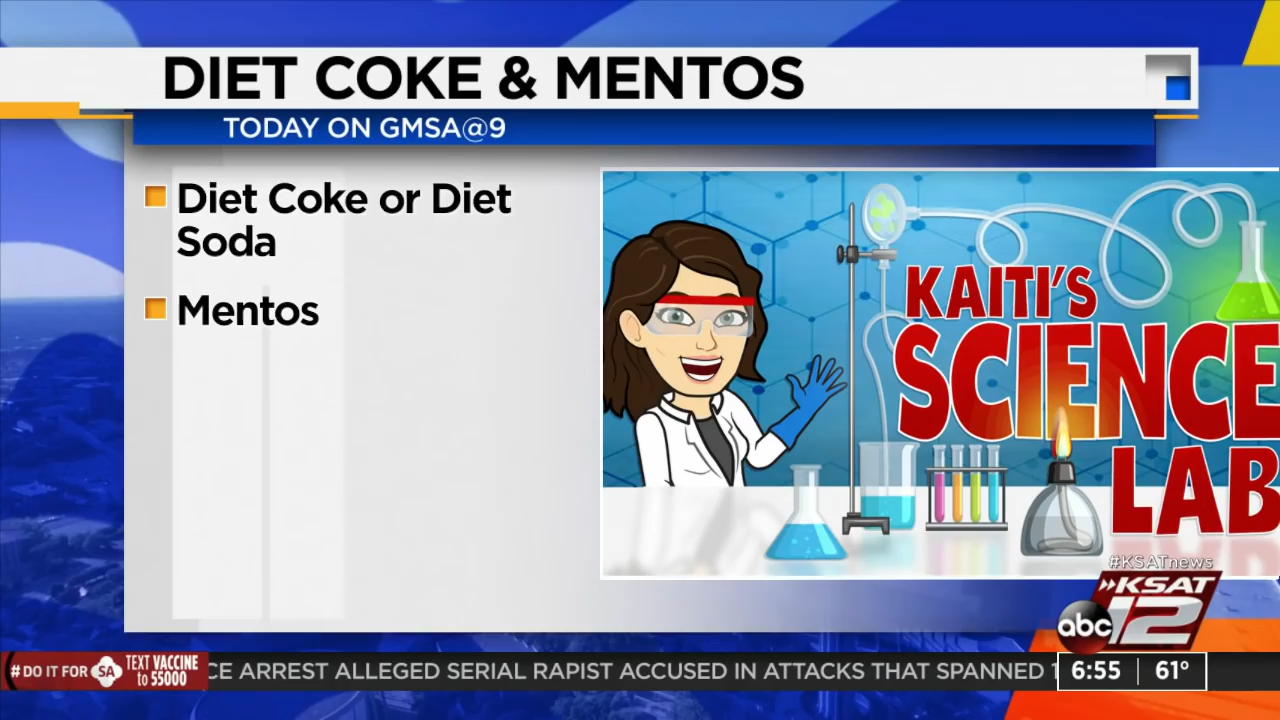 DIET COKE & MENTOS
TODAY ON GMSA@9
Diet Coke or Diet
Soda
Mentos
KAITI'S
SCIENCE
LAB
#KSATnews
KSAT
abc
12
#DO IT FOR SA TEXT VACCINE
to 55000
CE ARREST ALLEGED SERIAL RAPIST ACCUSED IN ATTACKS THAT SPANNED
6:55 61°